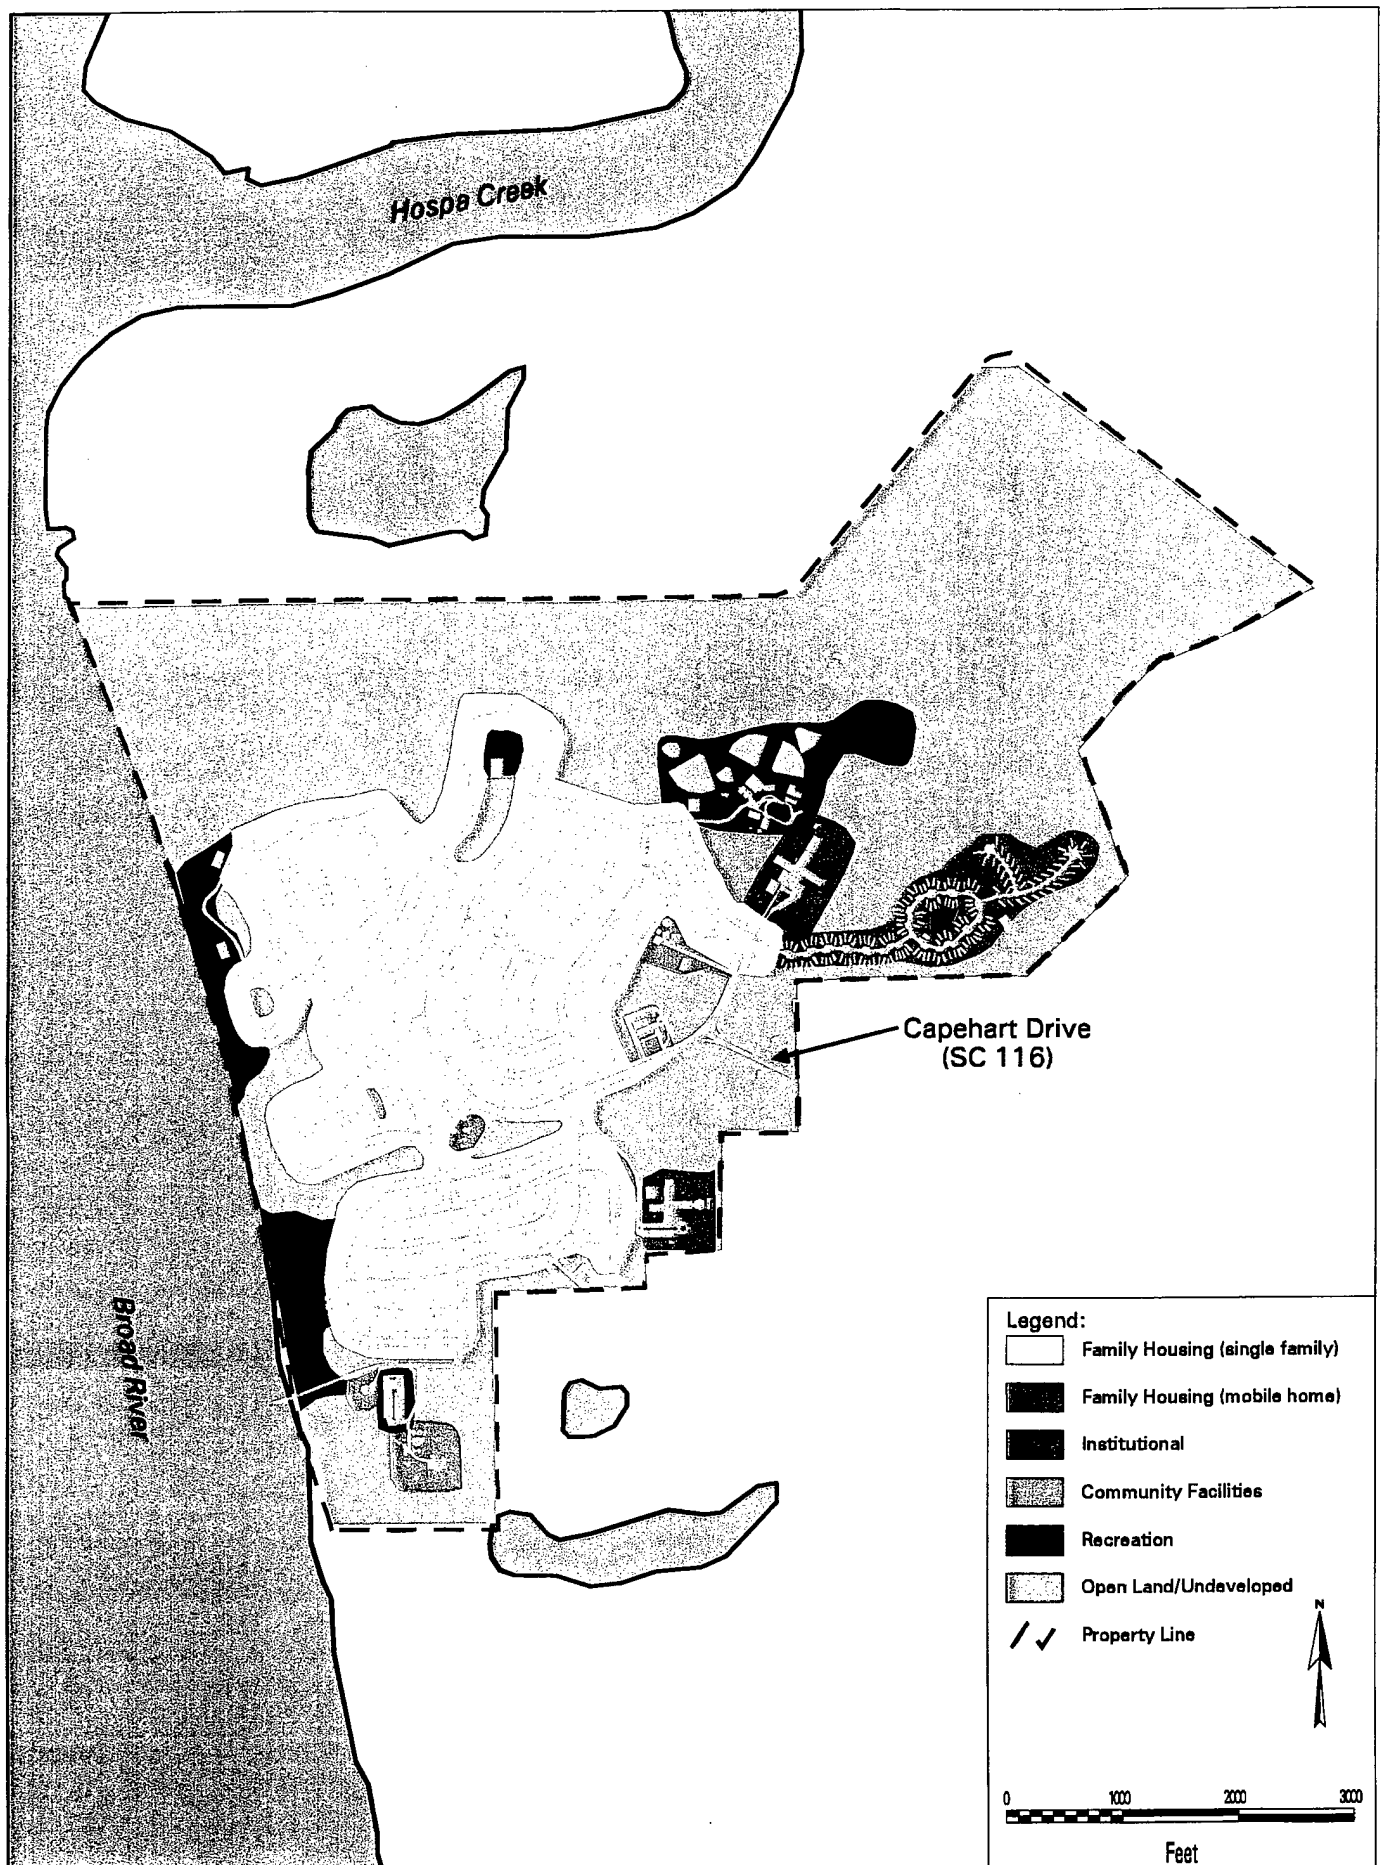 Hospa Creek
Capehart Drive
(SC 116)
Broad River
Legend:
Family Housing (single family)
Family Housing (mobile home)
Institutional
Community Facilities
Recreation
Open Land/Undeveloped
Property Line
N
0 1000 2000 3000
Feet